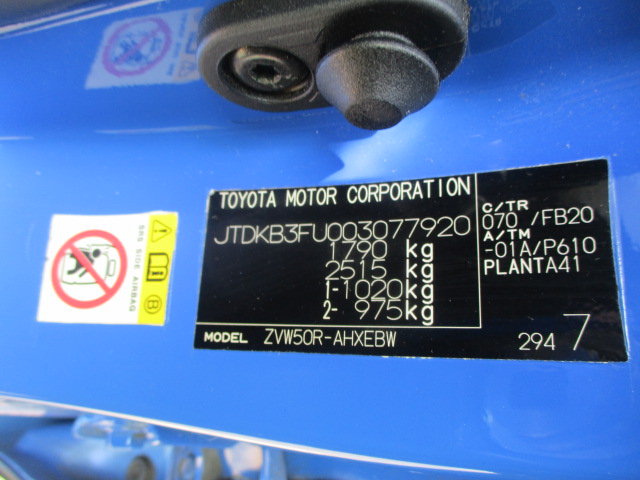 TOYOTA MOTOR CORPORATION
JTDKB3FU003077920
1790 kg
2515 kg
1-1020kg
2- 975kg
C/TR
070 /FB20
A/TM
-01A/P610
PLANTA41
MODEL ZVW50R-AHXEBW
294 7
SRS SIDE AIRBAG
B